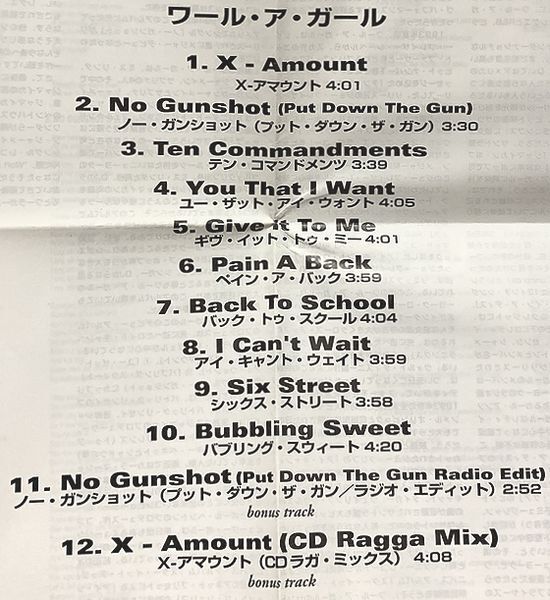 ワール・ア・ガール
1. X - Amount
X-アマウント 4:01
2. No Gunshot (Put Down The Gun)
ノー・ガンショット（プット・ダウン・ザ・ガン）3:30
3. Ten Commandments
テン・コマンドメンツ 3:39
4. You That I Want
ユー・ザット・アイ・ウォント 4:05
5. Give it To Me
ギヴ・イット・トゥ・ミー 4:01
6. Pain A Back
ペイン・ア・バック 3:59
7. Back To School
バック・トゥ・スクール 4:04
8. I Can't Wait
アイ・キャント・ウェイト 3:59
9. Six Street
シックス・ストリート 3:58
10. Bubbling Sweet
バブリング・スウィート 4:20
11. No Gunshot (Put Down The Gun Radio Edit)
ノー・ガンショット（プット・ダウン・ザ・ガン／ラジオ・エディット）2:52
bonus track
12. X - Amount (CD Ragga Mix)
X-アマウント（CDラガ・ミックス） 4:08
bonus track